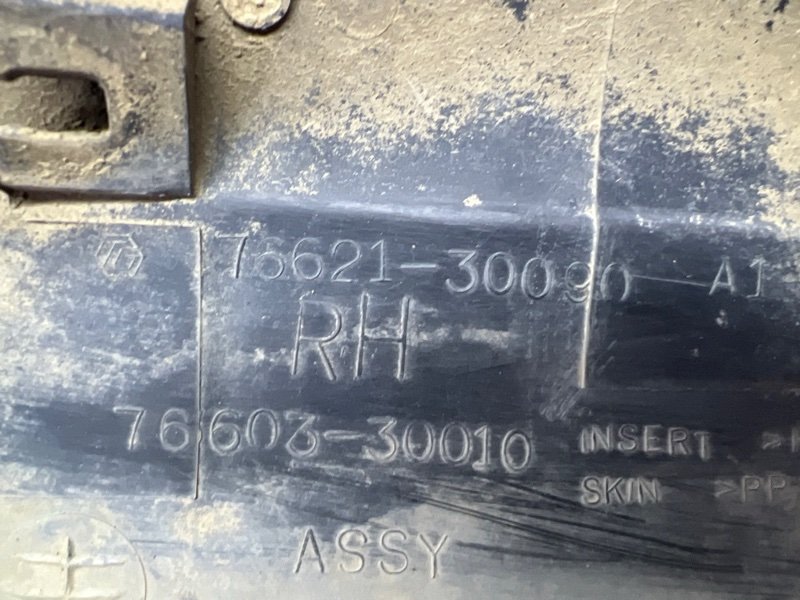 76621-30090-A1
RH
76603-30010
INSERT
SKIN >PP
ASSY